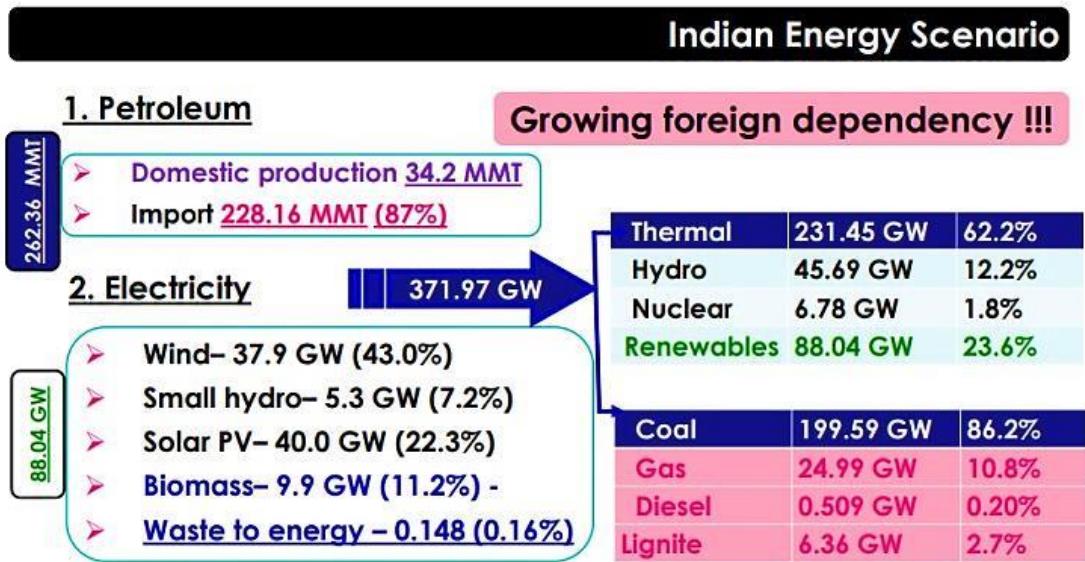 Indian Energy Scenario
1. Petroleum
Growing foreign dependency !!!
262.36 MMT
Domestic production 34.2 MMT
Import 228.16 MMT (87%)
2. Electricity
371.97 GW
88.04 GW
Wind– 37.9 GW (43.0%)
Small hydro– 5.3 GW (7.2%)
Solar PV– 40.0 GW (22.3%)
Biomass– 9.9 GW (11.2%) -
Waste to energy – 0.148 (0.16%)
Thermal 231.45 GW 62.2%
Hydro 45.69 GW 12.2%
Nuclear 6.78 GW 1.8%
Renewables 88.04 GW 23.6%
Coal 199.59 GW 86.2%
Gas 24.99 GW 10.8%
Diesel 0.509 GW 0.20%
Lignite 6.36 GW 2.7%